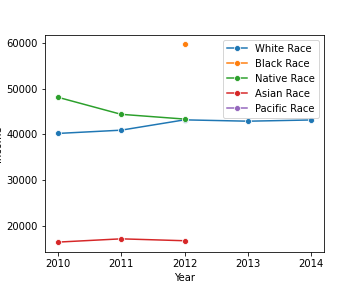 60000
50000
40000
30000
20000
White Race
Black Race
Native Race
Asian Race
Pacific Race
2010 2011 2012 2013 2014
Year